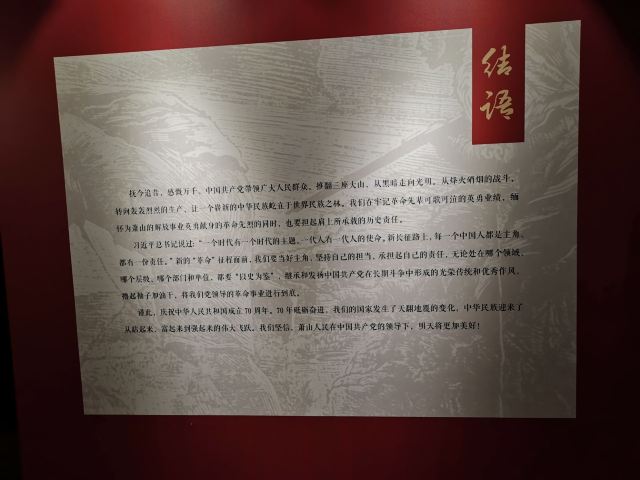 结语
抚今追昔，感慨万千。中国共产党带领广大人民群众，推翻三座大山，从黑暗走向光明。从烽火硝烟的战斗，
转向轰轰烈烈的生产，让一个崭新的中华民族屹立于世界民族之林。我们在牢记革命先辈可歌可泣的英勇业绩，缅
怀为萧山的解放事业英勇献身的革命先烈的同时，也要担起肩上所承载的历史责任。
习近平总书记说过：“一个时代有一个时代的主题，一代人有一代人的使命。新长征路上，每一个中国人都是主角、
都有一份责任。”新的“革命”征程面前，我们要当好主角，坚持自己的担当，承担起自己的责任，无论处在哪个领域、
哪个层级、哪个部门和单位，都要“以史为鉴”，继承和发扬中国共产党在长期斗争中形成的光荣传统和优秀作风，
撸起袖子加油干，将我们党领导的革命事业进行到底。
谨此，庆祝中华人民共和国成立70周年。70年砥砺奋进，我们的国家发生了天翻地覆的变化，中华民族迎来了
从站起来、富起来到强起来的伟大飞跃。我们坚信，萧山人民在中国共产党的领导下，明天将更加美好！